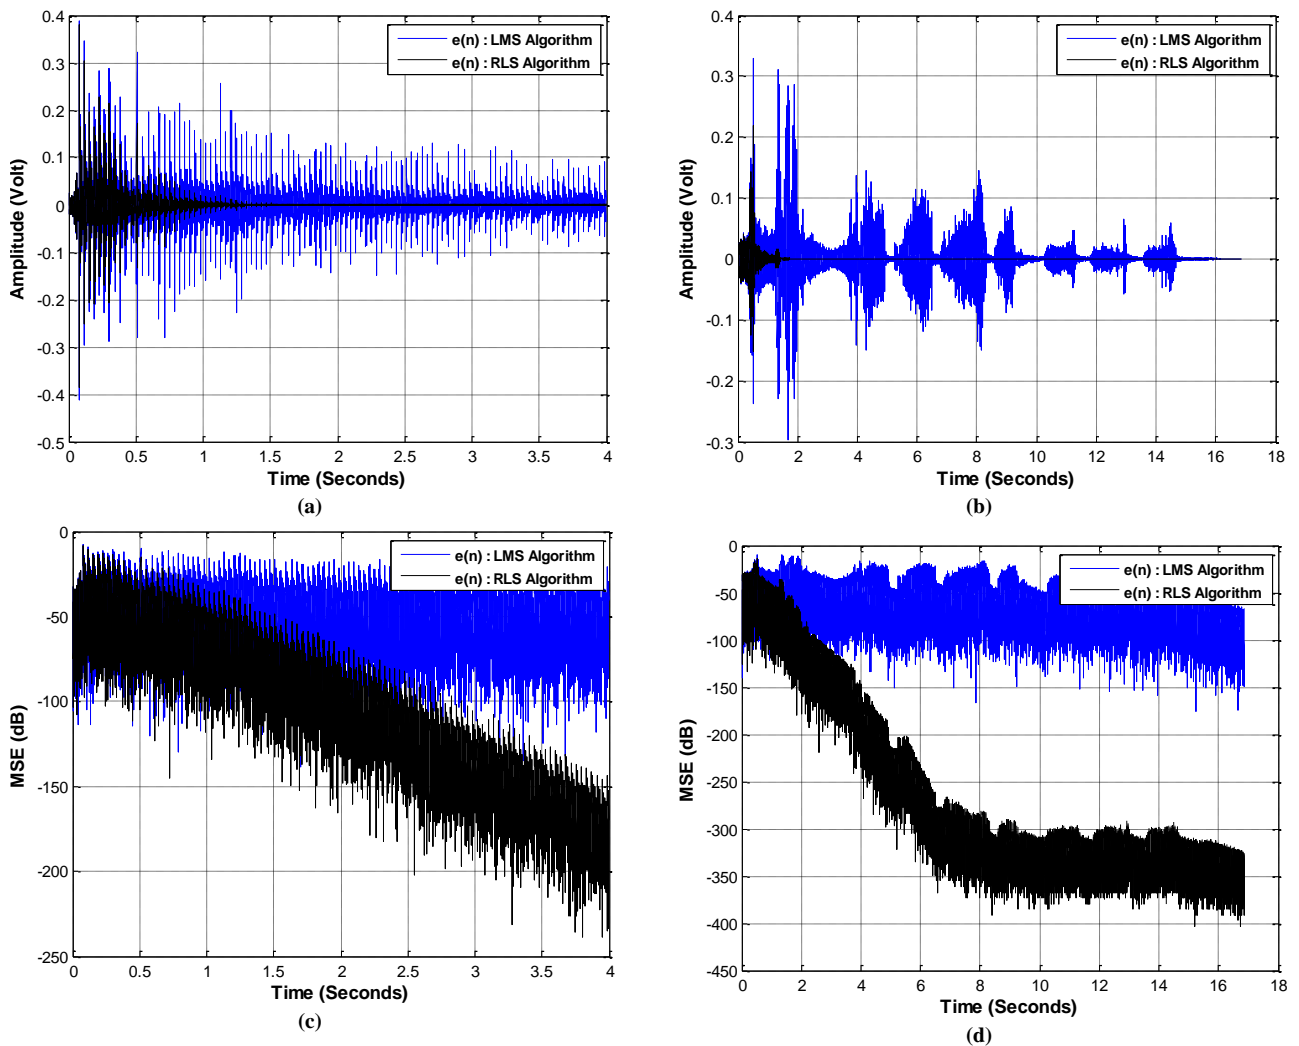 0.4
0.3
0.2
0.1
0
-0.1
-0.2
-0.3
-0.4
-0.5
Amplitude (Volt)
e(n) : LMS Algorithm
e(n) : RLS Algorithm
0 0.5 1 1.5 2 2.5 3 3.5 4
Time (Seconds)
(a)
0.4
0.3
0.2
0.1
0
-0.1
-0.2
-0.3
Amplitude (Volt)
e(n) : LMS Algorithm
e(n) : RLS Algorithm
0 2 4 6 8 10 12 14 16 18
Time (Seconds)
(b)
0
-50
-100
-150
-200
-250
MSE (dB)
e(n) : LMS Algorithm
e(n) : RLS Algorithm
0 0.5 1 1.5 2 2.5 3 3.5 4
Time (Seconds)
(c)
0
-50
-100
-150
-200
-250
-300
-350
-400
-450
MSE (dB)
e(n) : LMS Algorithm
e(n) : RLS Algorithm
0 2 4 6 8 10 12 14 16 18
Time (Seconds)
(d)